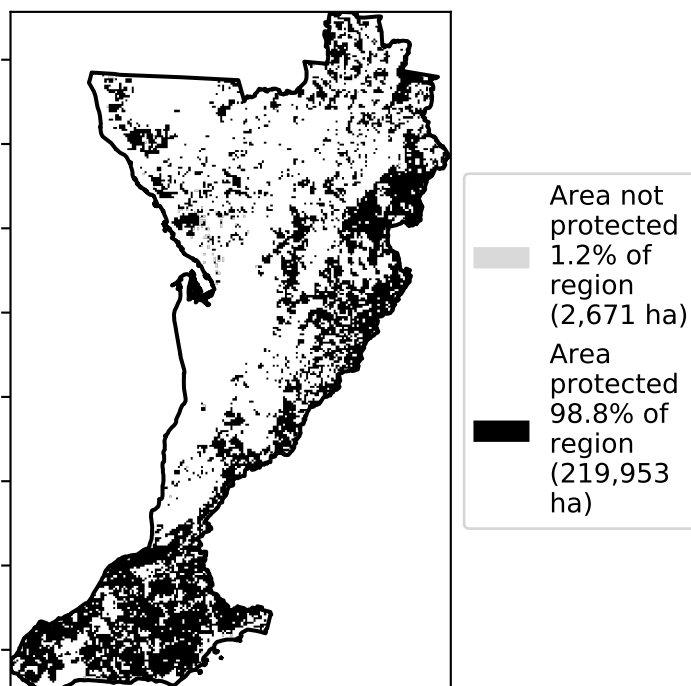 Area not
protected
1.2% of
region
(2,671 ha)
Area
protected
98.8% of
region
(219,953
ha)